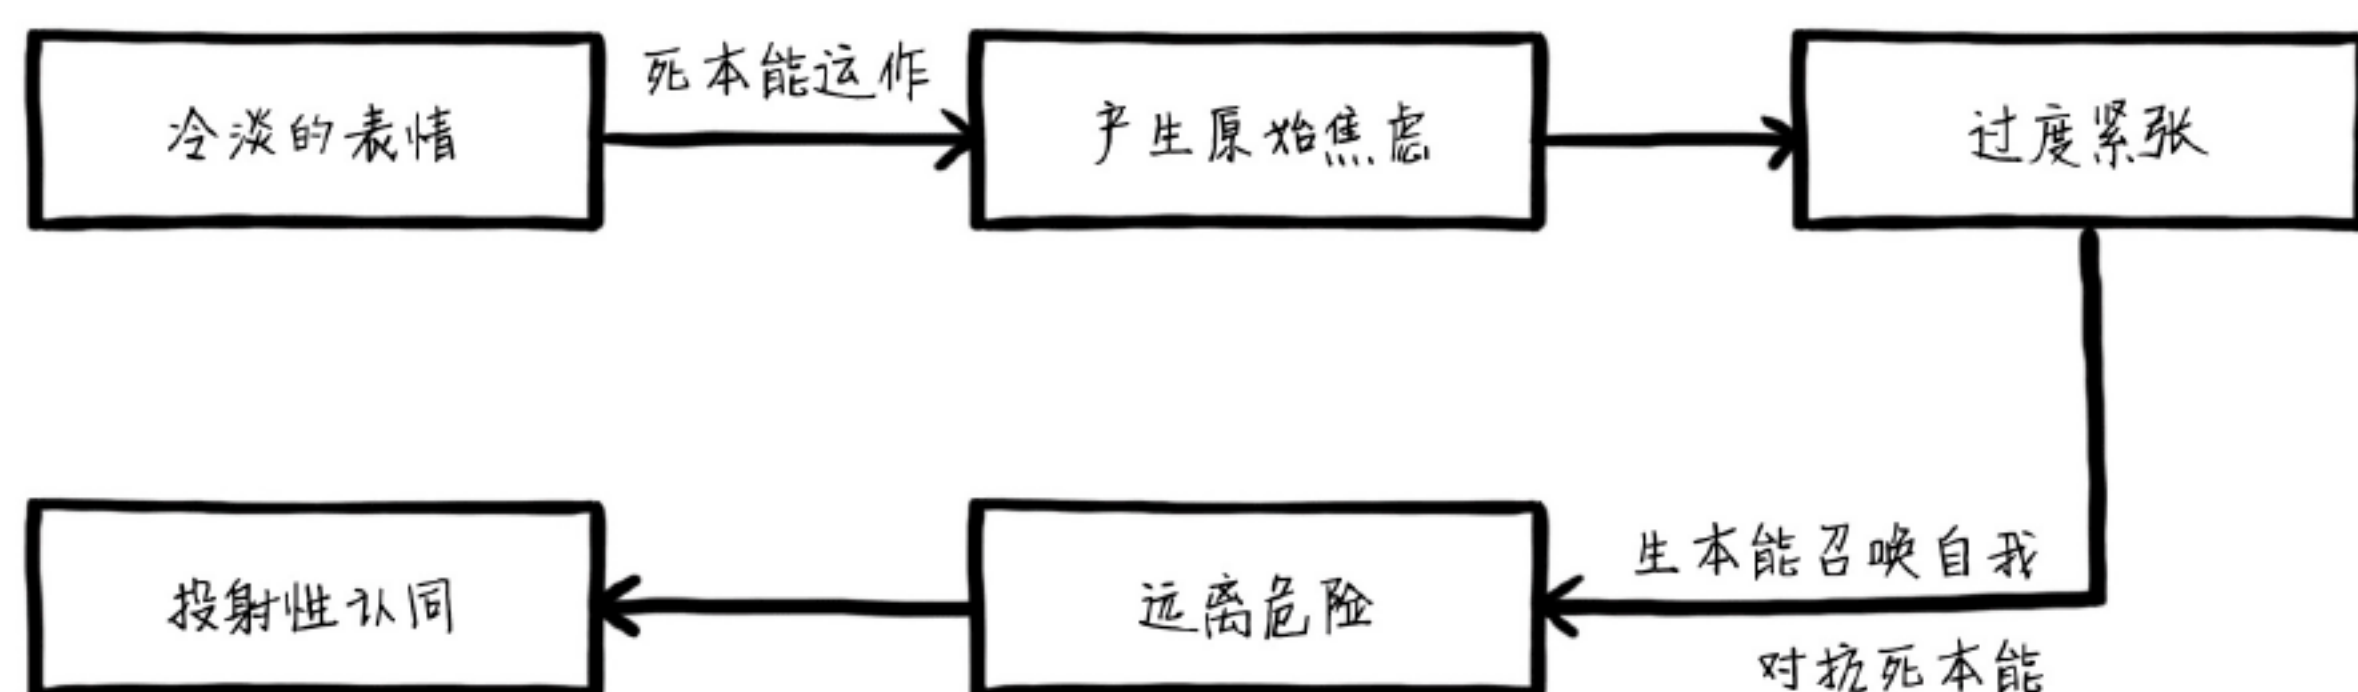 冷淡的表情
死本能运作
产生原始焦虑
过度紧张
生本能召唤自我
对抗死本能
远离危险
投射性认同